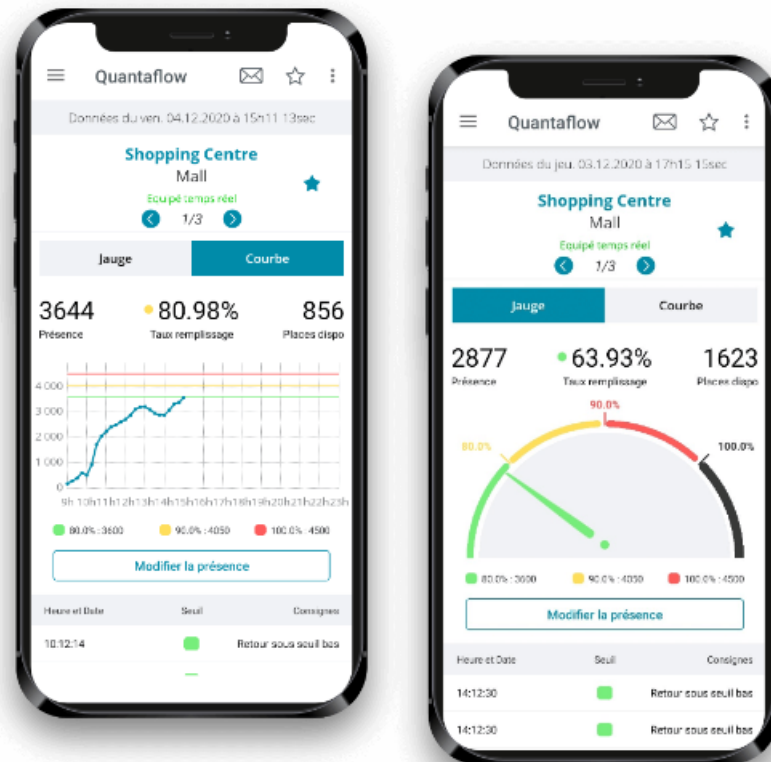 Quantaflow
Données du ven. 04.12.2020 à 15h11 13sec
Shopping Centre
Mall
Equipé temps réel
1/3
Jauge Courbe
3644 80.98% 856
Présence Taux remplissage Places dispo
4 000
3 000
2 000
1 000
0
9h 10h11h12h13h14h15h16h17h18h19h20h21h22h23h
80.0% : 3600 90.0% : 4050 100.0% : 4500
Modifier la présence
Heure et Date Seuil Consignes
10:12:14 Retour sous seuil bas
Quantaflow
Données du jeu. 03.12.2020 à 17h15 15sec
Shopping Centre
Mall
Equipé temps réel
1/3
Jauge Courbe
2877 63.93% 1623
Présence Taux remplissage Places dispo
90.0%
80.0% 100.0%
80.0% : 3600 90.0% : 4050 100.0% : 4500
Modifier la présence
Heure et Date Seuil Consignes
14:12:30 Retour sous seuil bas
14:12:30 Retour sous seuil bas